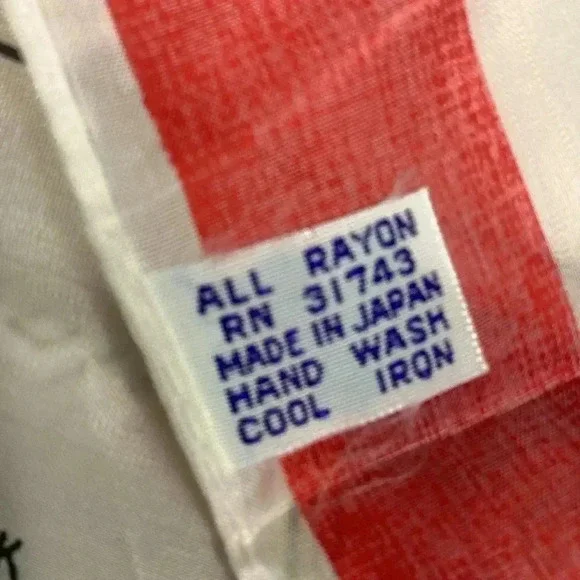 ALL RAYON
RN 31743
MADE IN JAPAN
HAND WASH
COOL IRON